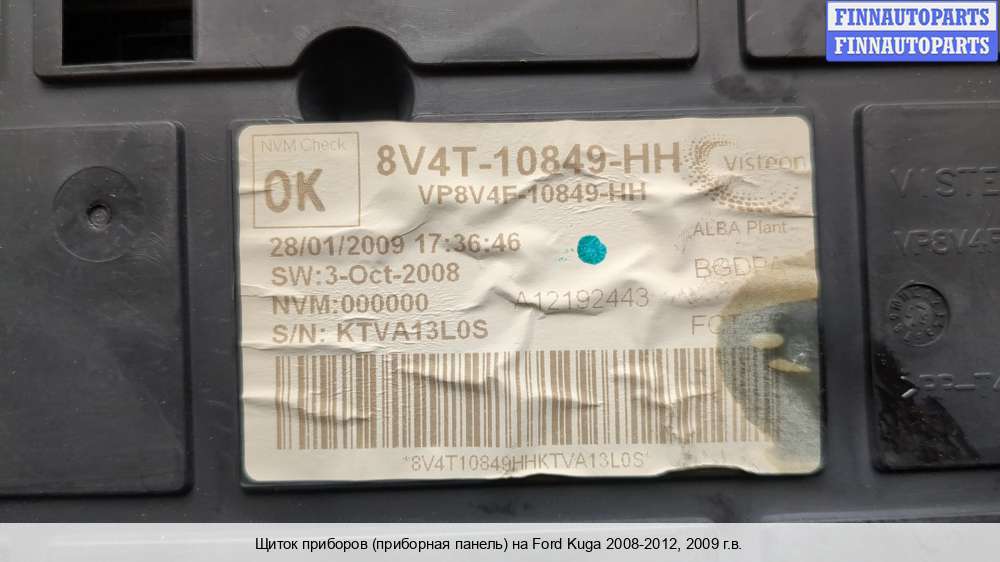 FINNAUTOPARTS
FINNAUTOPARTS
NVM Check
OK
8V4T-10849-HH
VP8V4F-10849-HH
Visteon
ALBA Plant
28/01/2009 17:36:46
SW:3-Oct-2008
NVM:000000
S/N: KTVA13L0S
A12192443
*8V4T10849HHKTVA13L0S*
Щиток приборов (приборная панель) на Ford Kuga 2008-2012, 2009 г.в.